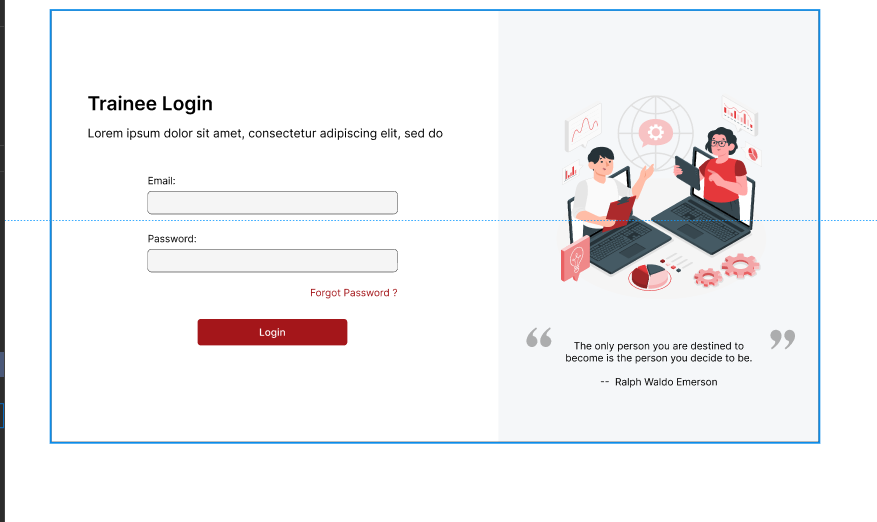 Trainee Login
Lorem ipsum dolor sit amet, consectetur adipiscing elit, sed do
Email:
Password:
Forgot Password ?
Login
“ ”
The only person you are destined to
become is the person you decide to be.
-- Ralph Waldo Emerson